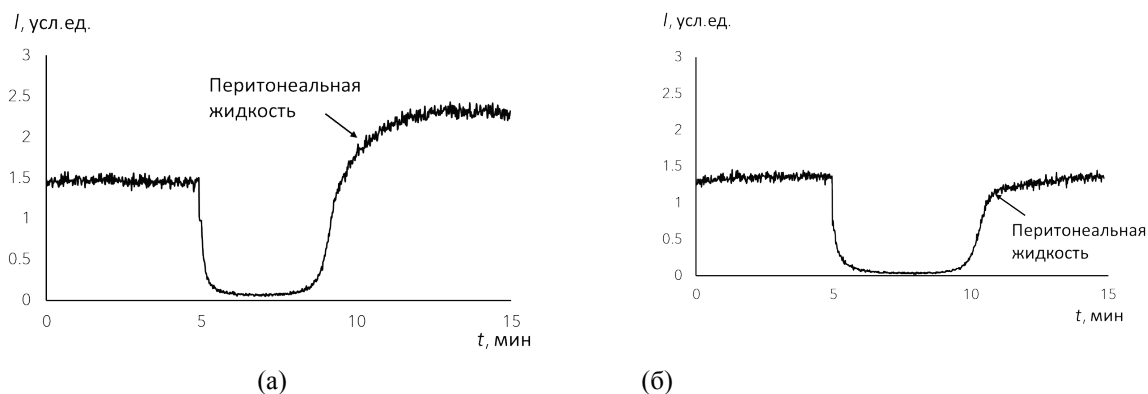 I, усл.ед.
3
2.5
2
1.5
1
0.5
0
Перитонеальная
жидкость
0 5 10 15
t, мин
(а)
I, усл.ед.
3
2.5
2
1.5
1
0.5
0
Перитонеальная
жидкость
0 5 10 15
t, мин
(б)